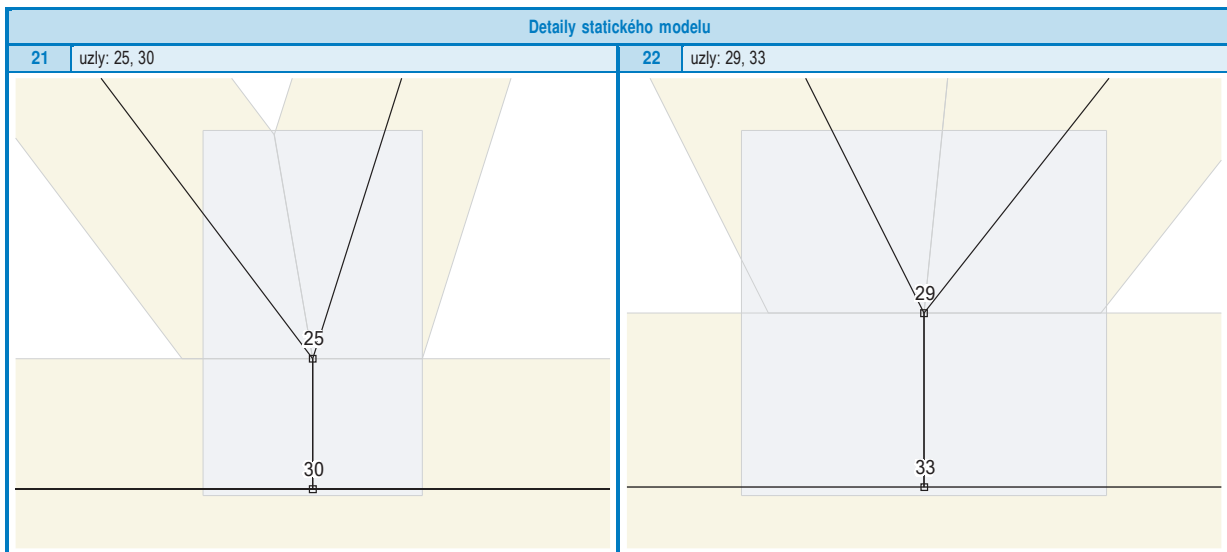 Detaily statického modelu
21 uzly: 25, 30
22 uzly: 29, 33
25
30
29
33